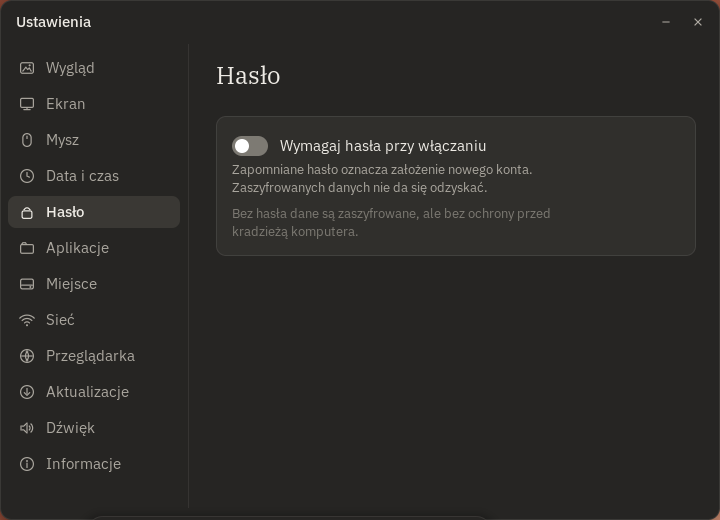 Ustawienia
Wygląd
Ekran
Mysz
Data i czas
Hasło
Aplikacje
Miejsce
Sieć
Przeglądarka
Aktualizacje
Dźwięk
Informacje
Hasło
Wymagaj hasła przy włączaniu
Zapomniane hasło oznacza założenie nowego konta.
Zaszyfrowanych danych nie da się odzyskać.
Bez hasła dane są zaszyfrowane, ale bez ochrony przed
kradzieżą komputera.